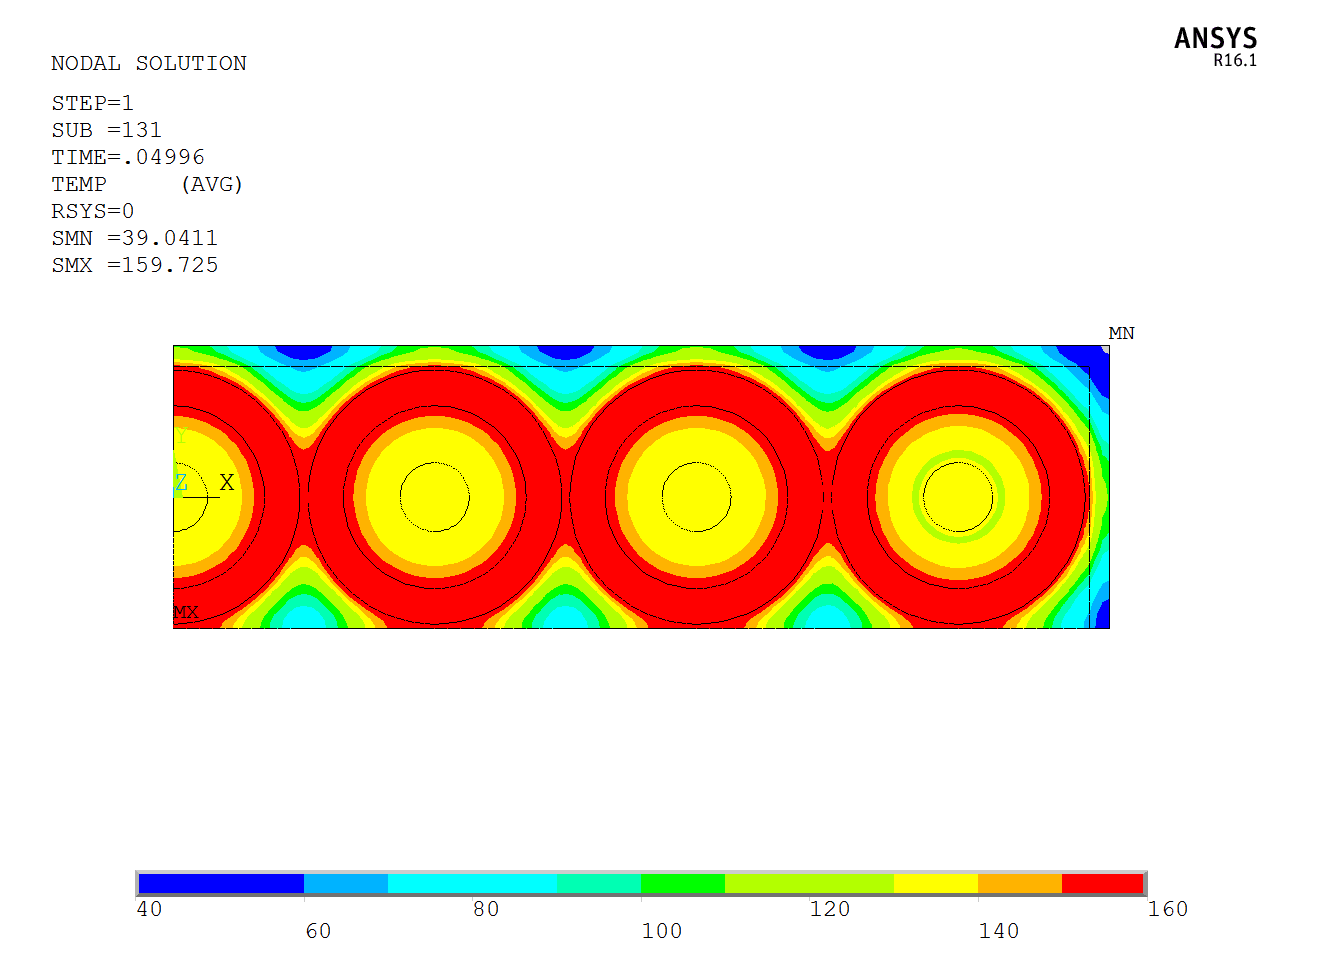 ANSYS
R16.1
NODAL SOLUTION
STEP=1
SUB =131
TIME=.04996
TEMP     (AVG)
RSYS=0
SMN =39.0411
SMX =159.725
MN
Y
Z X
MX
40 80 120 160
60 100 140